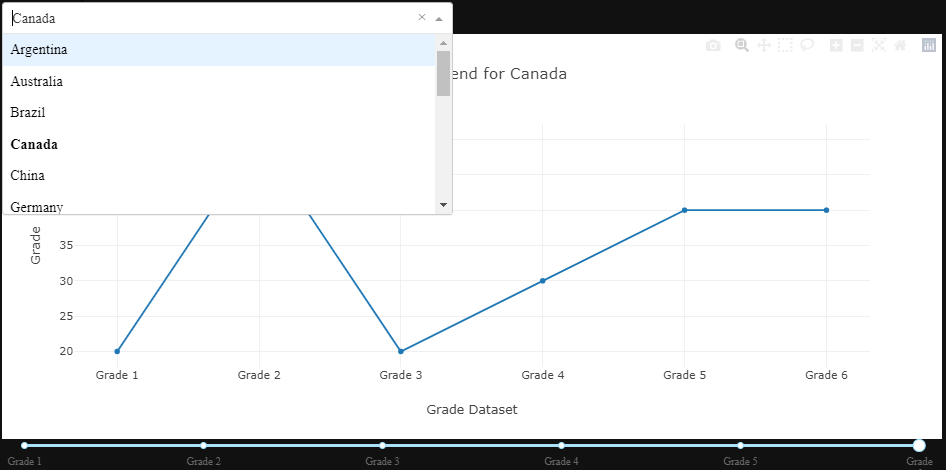 Canada
Argentina
Australia
Brazil
Canada
China
Germany
end for Canada
Grade
35
30
25
20
Grade 1 Grade 2 Grade 3 Grade 4 Grade 5 Grade 6
Grade Dataset
Grade 1 Grade 2 Grade 3 Grade 4 Grade 5 Grade